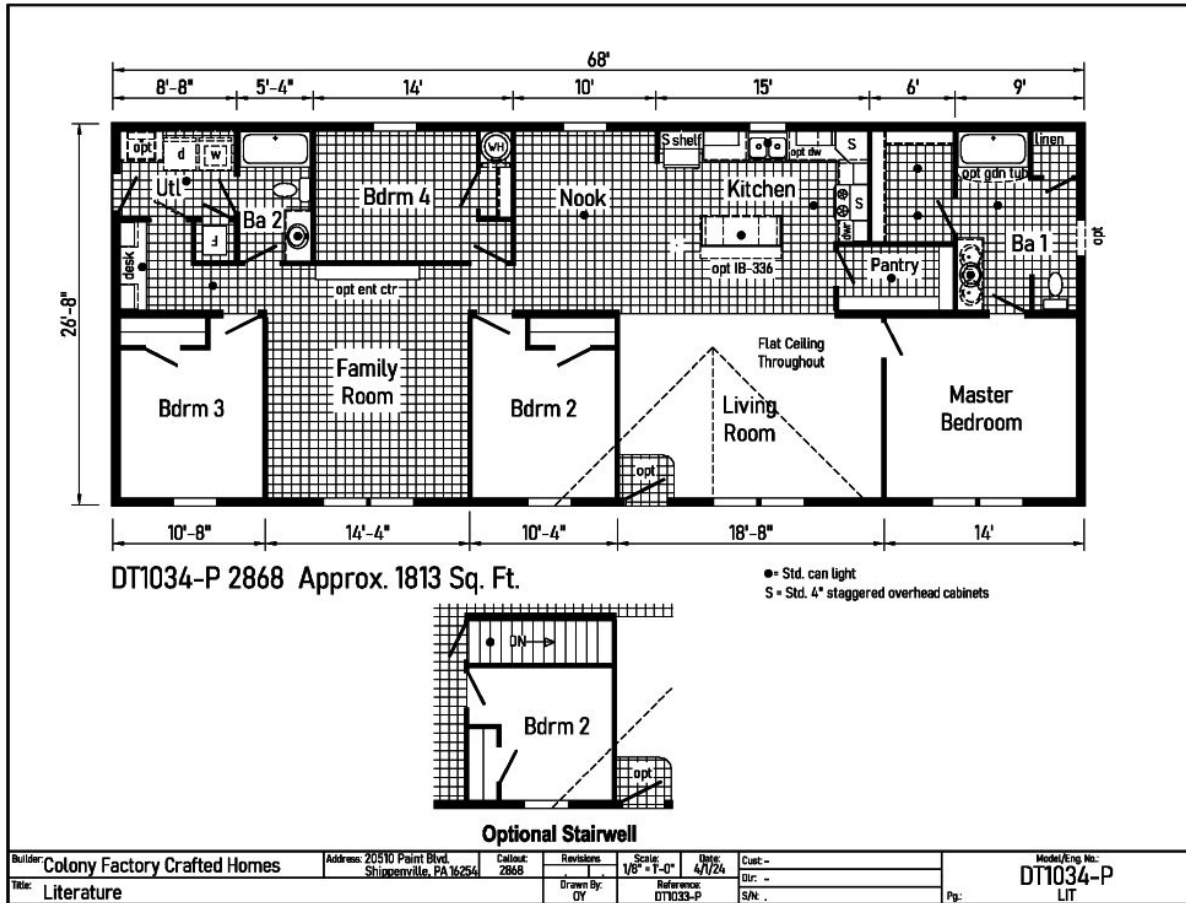 68'
8'-8" 5'-4" 14' 10' 15' 6' 9'
26'-8"
opt d w
Utl
Ba 2
F
desk
Bdrm 4
WH
Nook
S shelf
opt dw
S
Kitchen
S
dwr
opt IB-336
Pantry
linen
opt gdn tub
Ba 1
opt
opt ent ctr
Bdrm 3
Family
Room
Bdrm 2
Flat Ceiling
Throughout
Living
Room
opt
Master
Bedroom
10'-8" 14'-4" 10'-4" 18'-8" 14'
DT1034-P 2868 Approx. 1813 Sq. Ft.
●= Std. can light
S = Std. 4" staggered overhead cabinets
DN
Bdrm 2
opt
Optional Stairwell
Builder: Colony Factory Crafted Homes
Address: 20510 Paint Blvd.
Shippenville, PA 16254
Callout:
2868
Revisions
Scale:
1/8" = 1'-0"
Date:
4/1/24
Cust: -
Dlr: -
S/N: .
Model/Eng. No.:
DT1034-P
Pg.: LIT
Title: Literature
Drawn By:
OY
Reference:
DT1033-P